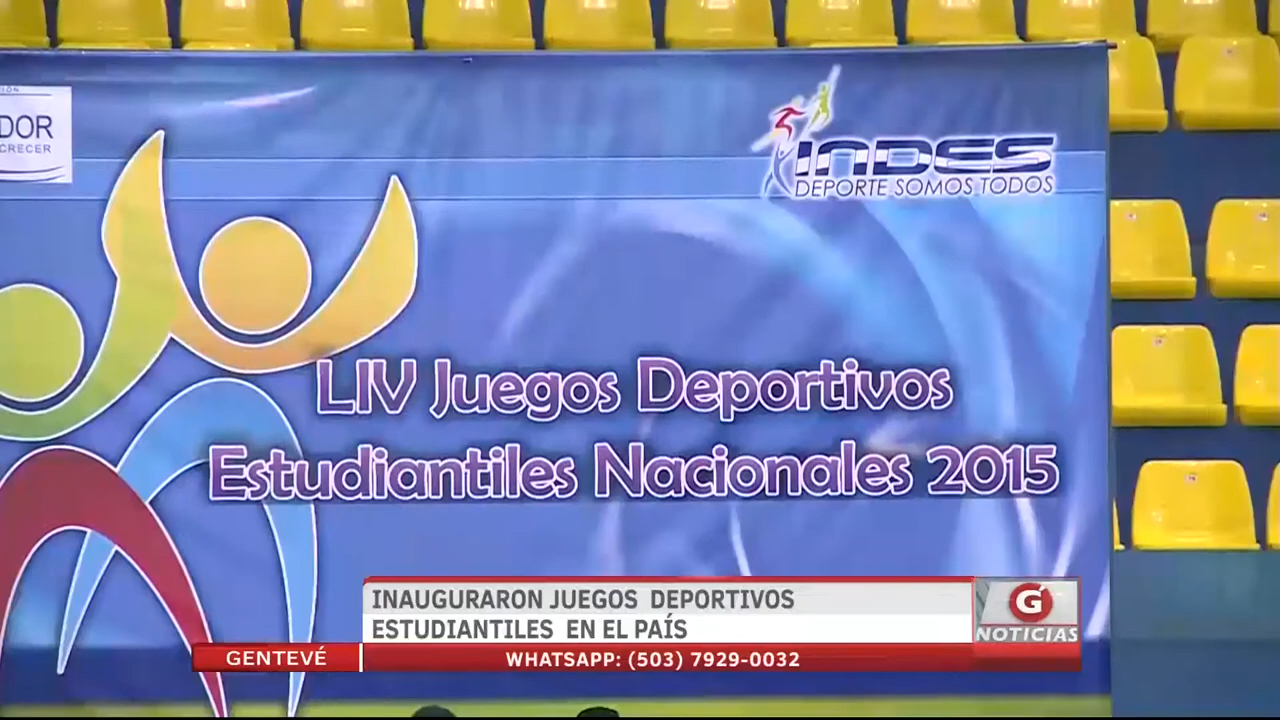 DOR
CRECER
INDES
DEPORTE SOMOS TODOS
LIV Juegos Deportivos
Estudiantiles Nacionales 2015
INAUGURARON JUEGOS DEPORTIVOS
ESTUDIANTILES EN EL PAÍS
G
NOTICIAS
GENTEVÉ
WHATSAPP: (503) 7929-0032